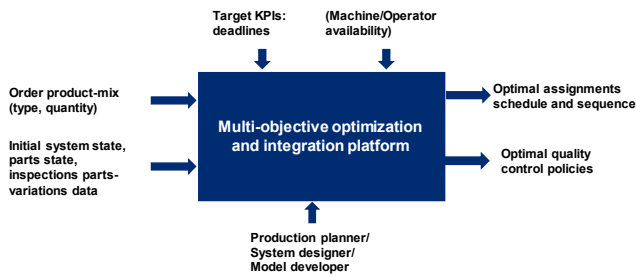 Target KPIs:
deadlines
(Machine/Operator
availability)
Order product-mix
(type, quantity)
Initial system state,
parts state,
inspections parts-
variations data
Multi-objective optimization
and integration platform
Optimal assignments
schedule and sequence
Optimal quality
control policies
Production planner/
System designer/
Model developer